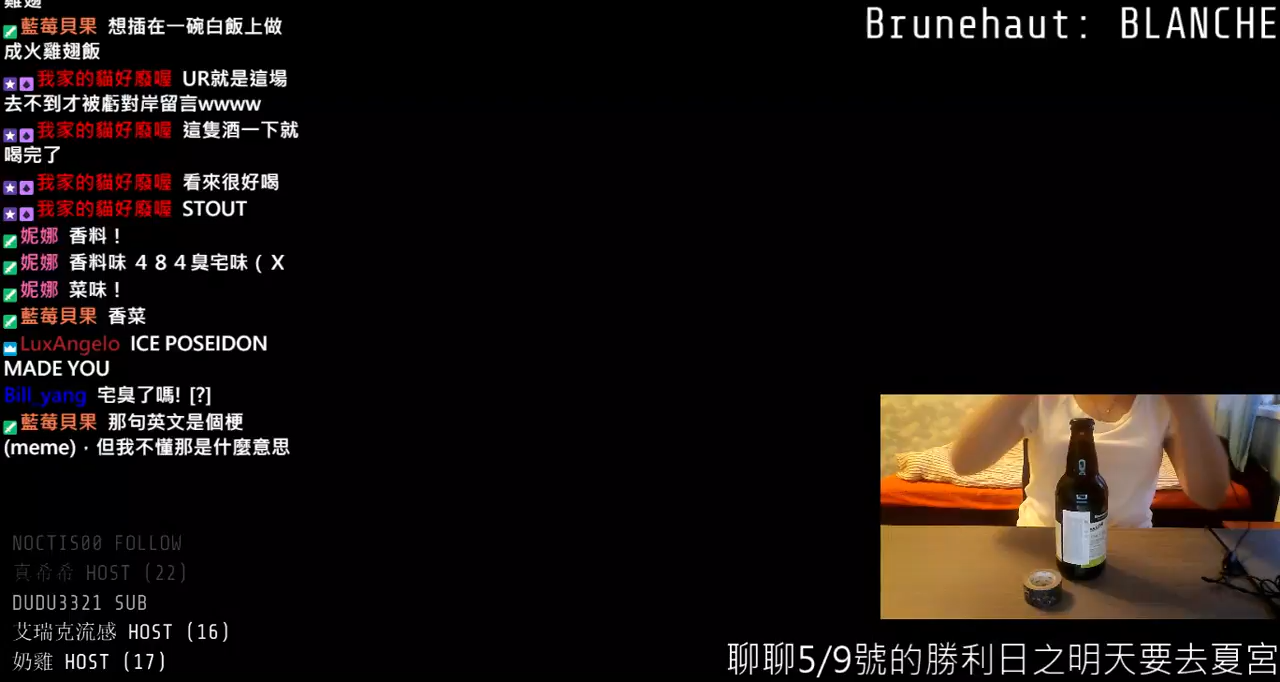 雞翅
藍莓貝果 想插在一碗白飯上做
成火雞翅飯
我家的貓好廢喔 UR就是這場
去不到才被虧對岸留言wwww
我家的貓好廢喔 這隻酒一下就
喝完了
我家的貓好廢喔 看來很好喝
我家的貓好廢喔 STOUT
妮娜 香料！
妮娜 香料味４８４臭宅味（Ｘ
妮娜 菜味！
藍莓貝果 香菜
LuxAngelo ICE POSEIDON
MADE YOU
Bill_yang 宅臭了嗎! [?]
藍莓貝果 那句英文是個梗
(meme)，但我不懂那是什麼意思
NOCTIS00 FOLLOW
真希希 HOST (22)
DUDU3321 SUB
艾瑞克流感 HOST (16)
奶雞 HOST (17)
Brunehaut: BLANCHE
聊聊5/9號的勝利日之明天要去夏宮